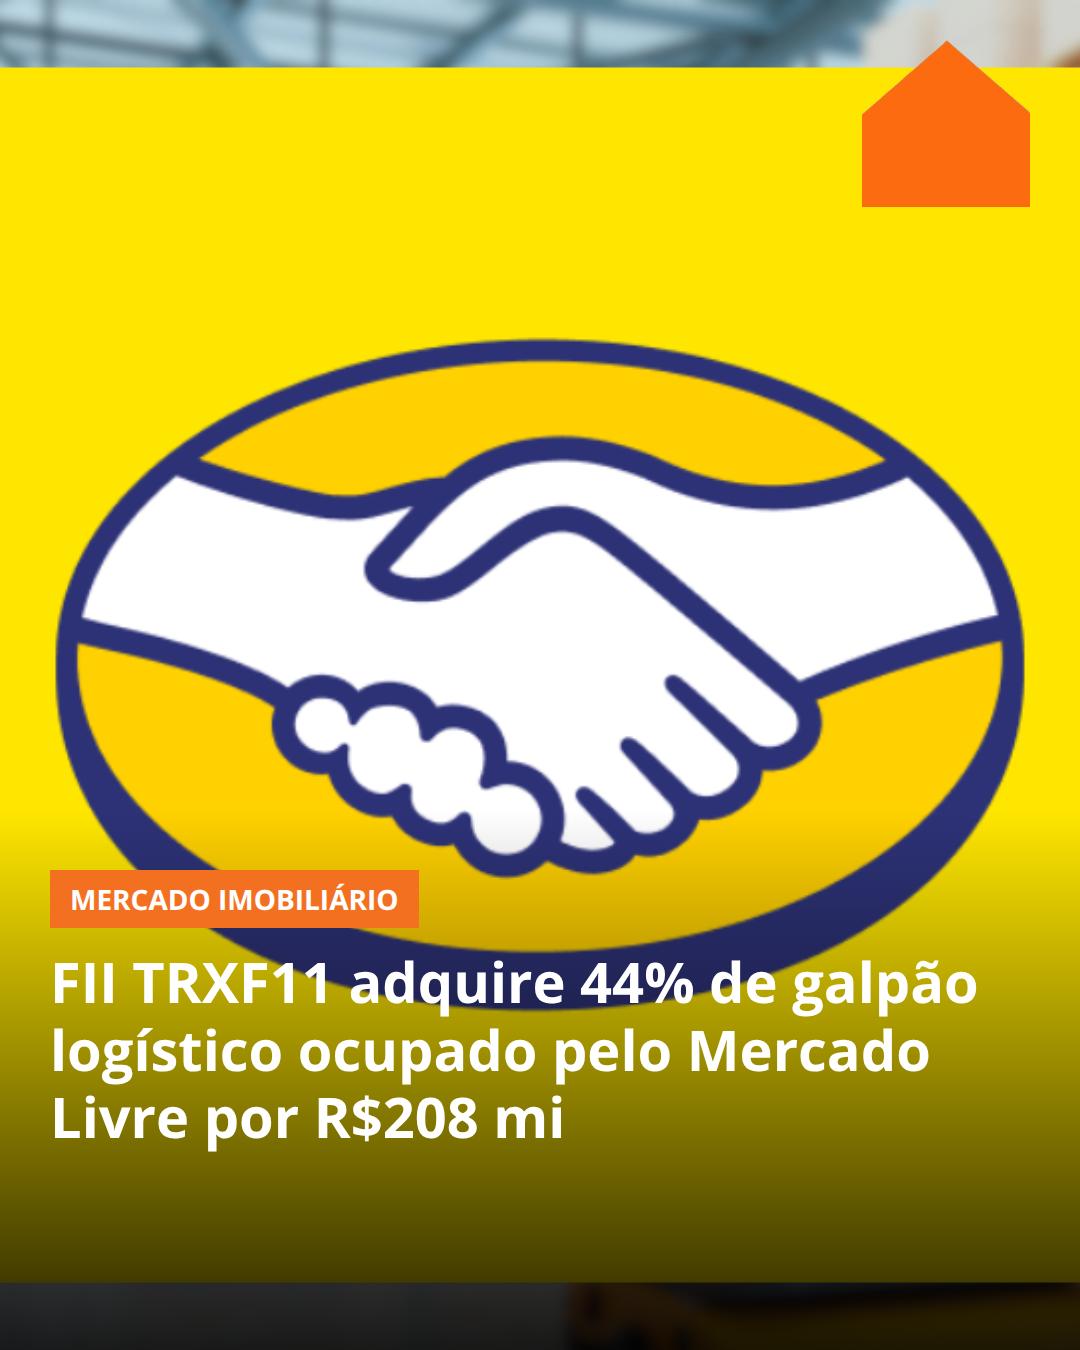 MERCADO IMOBILIÁRIO
FII TRXF11 adquire 44% de galpão
logístico ocupado pelo Mercado
Livre por R$208 mi